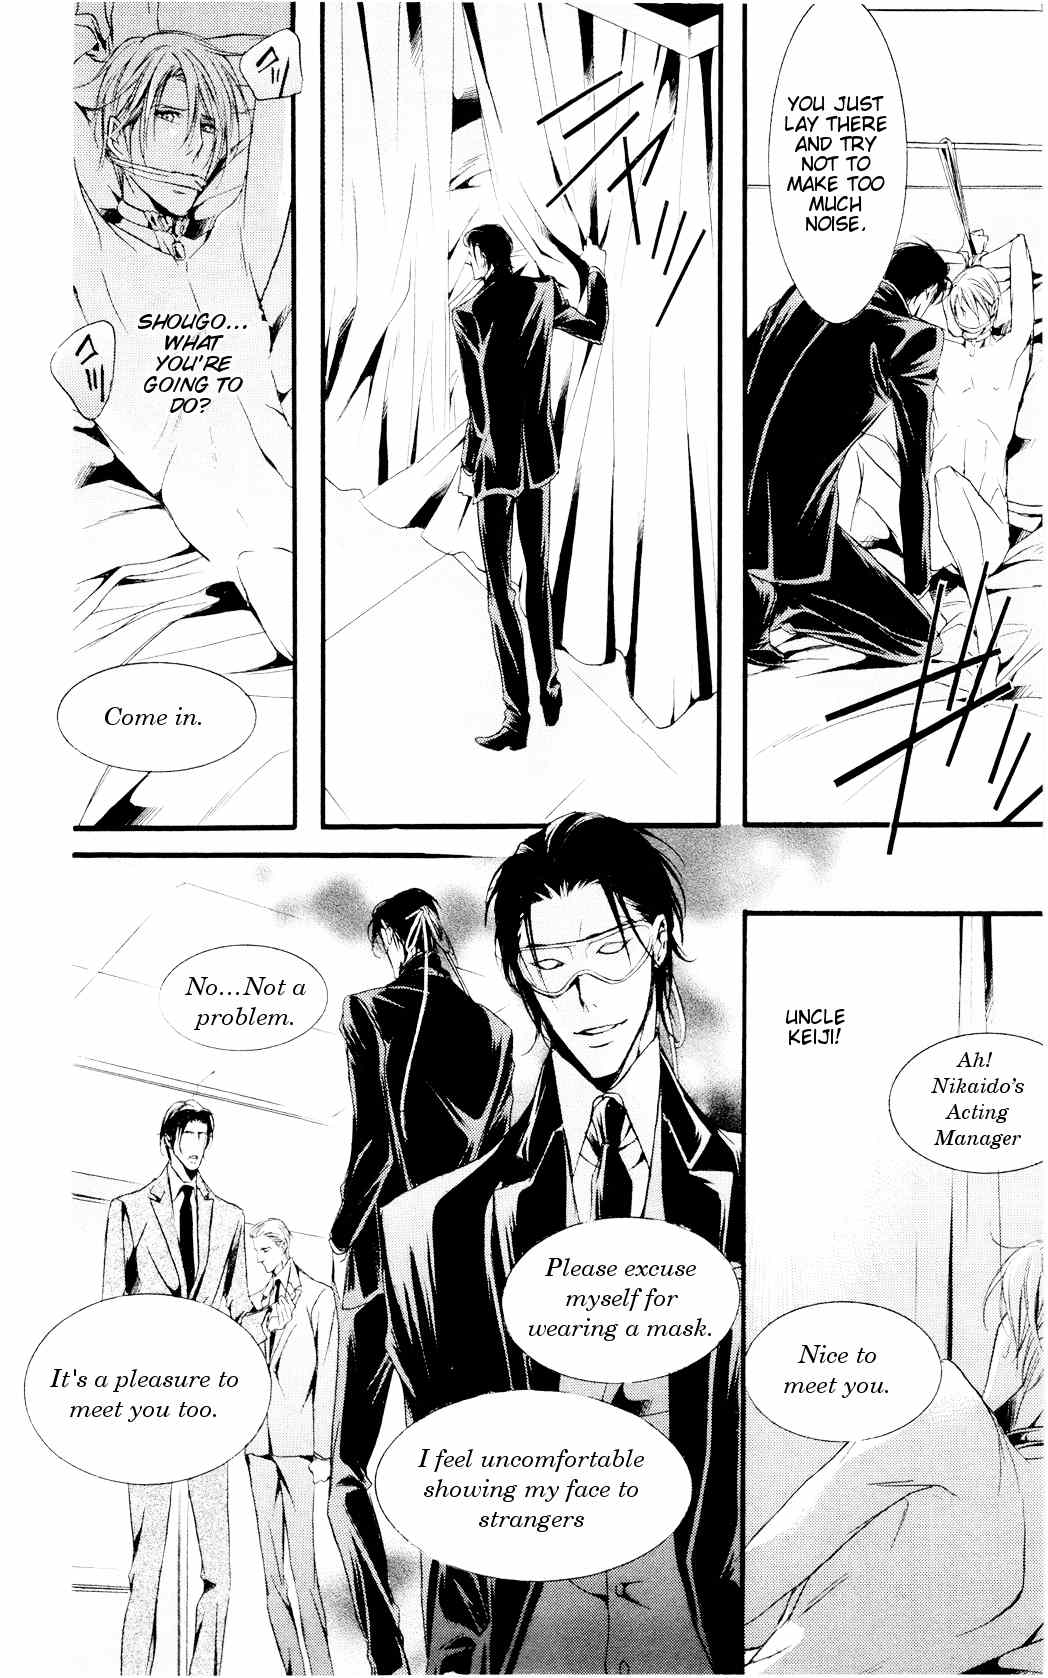 YOU JUST
LAY THERE
AND TRY
NOT TO
MAKE TOO
MUCH
NOISE.
SHOUGO...
WHAT
YOU'RE
GOING TO
DO?
Come in.
UNCLE
KEIJI!
Ah!
Nikaido's
Acting
Manager
Nice to
meet you.
No...Not a
problem.
Please excuse
myself for
wearing a mask.
I feel uncomfortable
showing my face to
strangers
It's a pleasure to
meet you too.